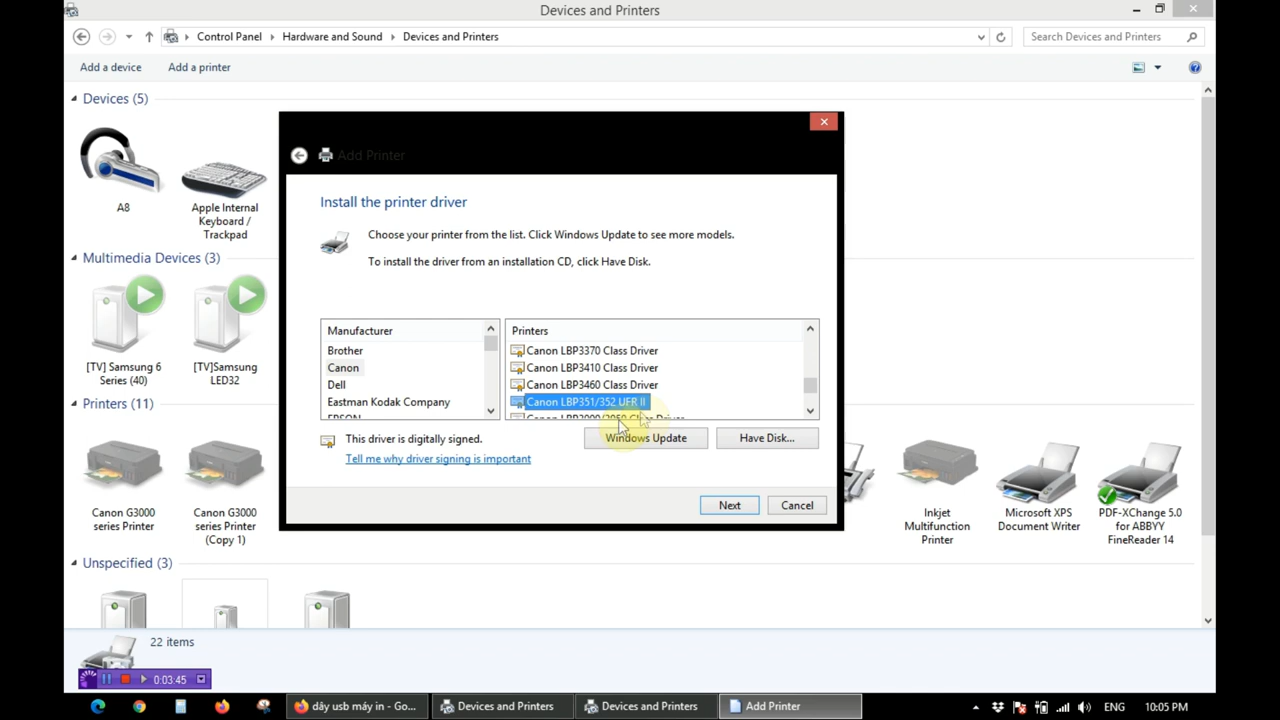 Devices and Printers
Control Panel Hardware and Sound Devices and Printers
Search Devices and Printers
Add a device Add a printer
Devices (5)
A8
Apple Internal
Keyboard /
Trackpad
Multimedia Devices (3)
[TV] Samsung 6
Series (40)
[TV]Samsung
LED32
Printers (11)
Canon G3000
series Printer
Canon G3000
series Printer
(Copy 1)
Inkjet
Multifunction
Printer
Microsoft XPS
Document Writer
PDF-XChange 5.0
for ABBYY
FineReader 14
Unspecified (3)
Add Printer
Install the printer driver
Choose your printer from the list. Click Windows Update to see more models.
To install the driver from an installation CD, click Have Disk.
Manufacturer
Brother
Canon
Dell
Eastman Kodak Company
EPSON
Printers
Canon LBP3370 Class Driver
Canon LBP3410 Class Driver
Canon LBP3460 Class Driver
Canon LBP351/352 UFR II
This driver is digitally signed.
Tell me why driver signing is important
Windows Update
Have Disk...
Next
Cancel
22 items
0:03:45
dây usb máy in - Go...
Devices and Printers
Devices and Printers
Add Printer
ENG
10:05 PM